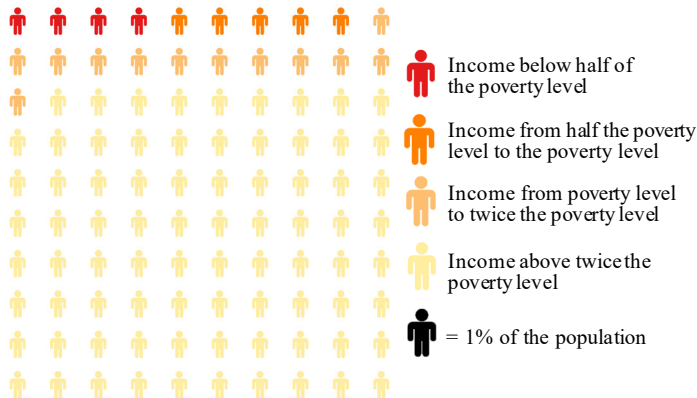 Income below half of
the poverty level
Income from half the poverty
level to the poverty level
Income from poverty level
to twice the poverty level
Income above twice the
poverty level
= 1% of the population